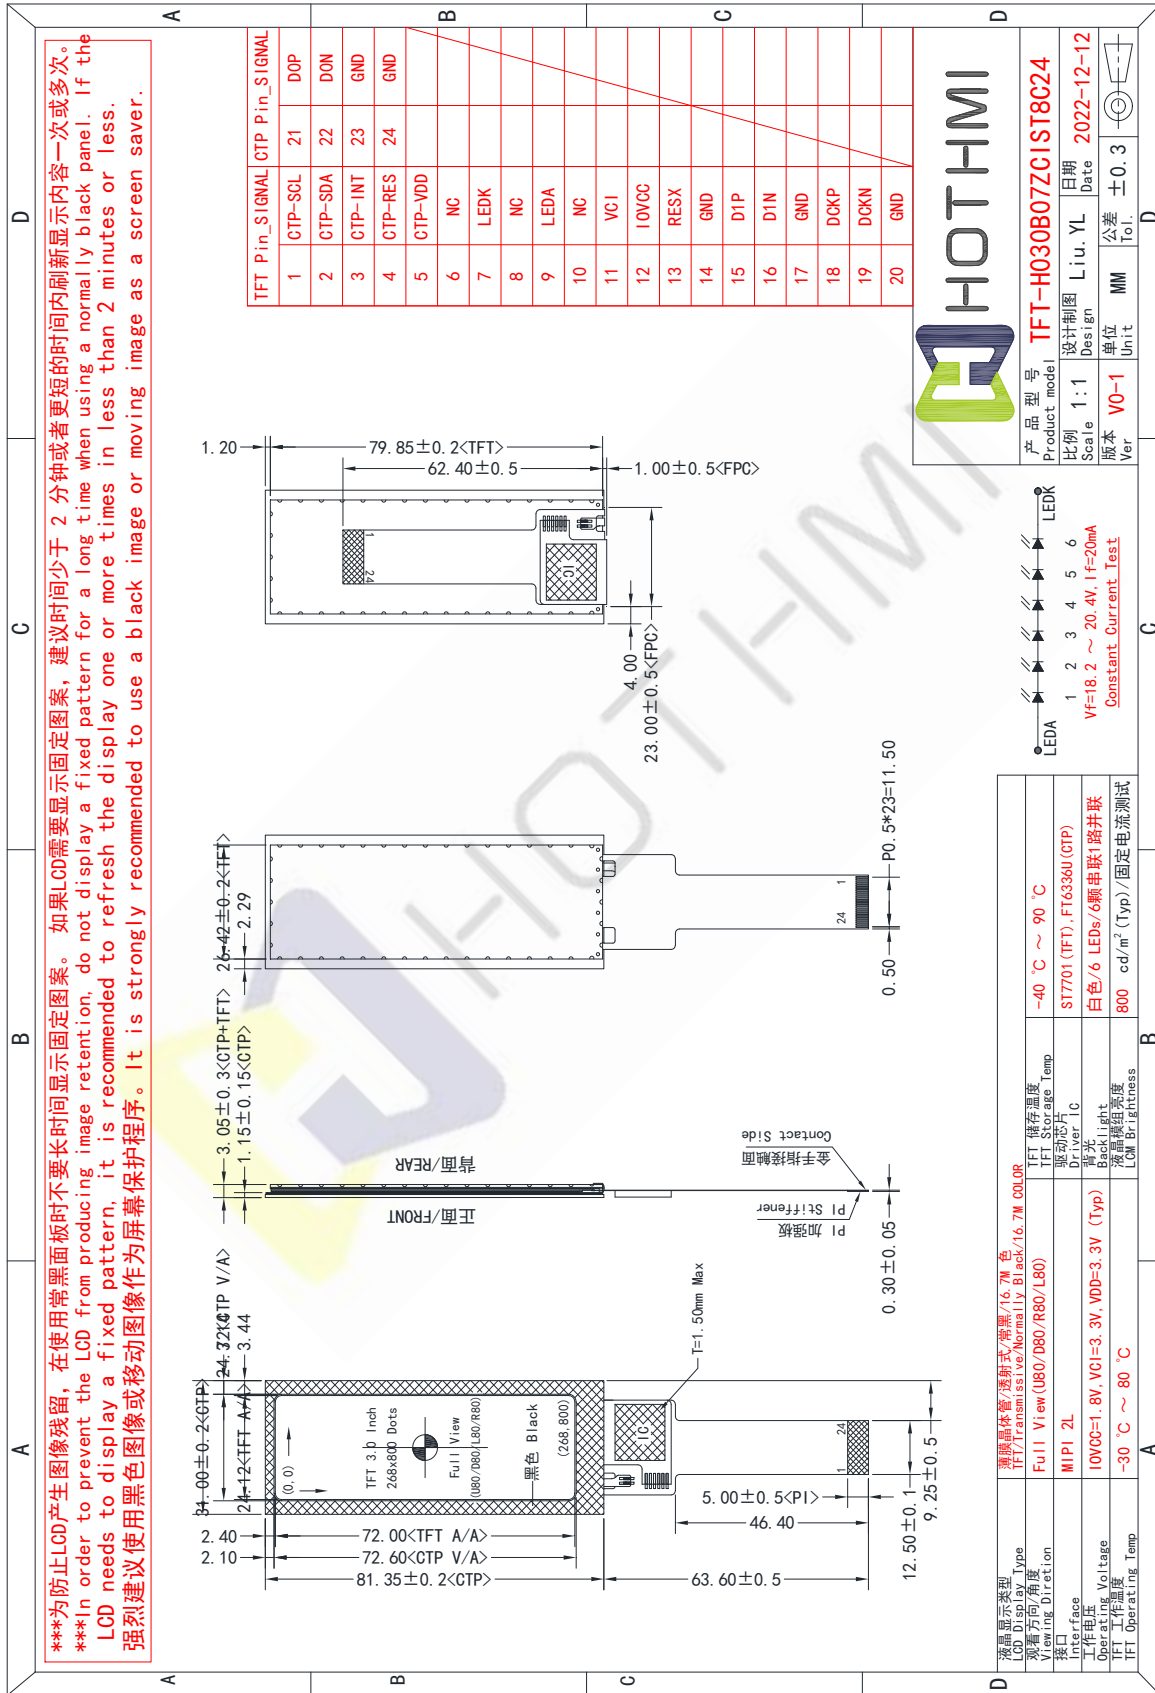 ***为防止LCD产生图像残留, 在使用常黑面板时不要长时间显示固定图案。 如果LCD需要显示固定图案, 建议时间少于 2 分钟或者更短的时间内刷新显示内容一次或多次。
***In order to prevent the LCD from producing image retention, do not display a fixed pattern for a long time when using a normally black panel. If the
LCD needs to display a fixed pattern, it is recommended to refresh the display one or more times in less than 2 minutes or less.
强烈建议使用黑色图像或移动图像作为屏幕保护程序。It is strongly recommended to use a black image or moving image as a screen saver.
A
B
C
D
A
B
C
D
A
B
C
D
A
B
C
D
TFT Pin_SIGNAL CTP Pin_SIGNAL
1 CTP-SCL 21 D0P
2 CTP-SDA 22 D0N
3 CTP-INT 23 GND
4 CTP-RES 24 GND
5 CTP-VDD
6 NC
7 LEDK
8 NC
9 LEDA
10 NC
11 VCI
12 IOVCC
13 RESX
14 GND
15 D1P
16 D1N
17 GND
18 DCKP
19 DCKN
20 GND
31.00±0.2<CTP>
24.72<CTP V/A>
24.12<TFT A/A>
3.44
(0,0)
TFT 3.0 Inch
268x800 Dots
Full View
(U80/D80/L80/R80)
黑色 Black
(268,800)
2.40
72.00<TFT A/A>
2.10
72.60<CTP V/A>
81.35±0.2<CTP>
63.60±0.5
46.40
5.00±0.5<PI>
12.50±0.1
9.25±0.5
IC
1
24
T=1.50mm Max
3.05±0.3<CTP+TFT>
1.15±0.15<CTP>
背面/REAR
正面/FRONT
金手指接触面
Contact Side
PI 加强板
PI Stiffener
0.30±0.05
26.42±0.2<TFT>
2.29
24
1
0.50
P0.5*23=11.50
1.20
79.85±0.2<TFT>
62.40±0.5
1.00±0.5<FPC>
1
24
IC
4.00
23.00±0.5<FPC>
LEDA
LEDK
1 2 3 4 5 6
Vf=18.2 ~ 20.4V, If=20mA
Constant Current Test
液晶显示类型
LCD Display Type
薄膜晶体管/透射式/常黑/16.7M 色
TFT/Transmissive/Normally Black/16.7M COLOR
观看方向/角度
Viewing Diretion
Full View(U80/D80/R80/L80)
接口
Interface
MIPI 2L
工作电压
Operating Voltage
IOVCC=1.8V, VCI=3.3V, VDD=3.3V (Typ)
TFT 工作温度
TFT Operating Temp
-30 ℃ ~ 80 ℃
TFT 储存温度
TFT Storage Temp
-40 ℃ ~ 90 ℃
驱动芯片
Driver IC
ST7701(TFT), FT6336U(CTP)
背光
Backlight
白色/6 LEDs/6颗串联1路并联
液晶模组亮度
LCM Brightness
800 cd/m²(Typ)/固定电流测试
HOTHMI
产 品 型 号
Product model
TFT-H030B07ZCIST8C24
比例
Scale
1:1
设计制图
Design
Liu. YL
日期
Date
2022-12-12
版本
Ver
V0-1
单位
Unit
MM
公差
Tol.
±0.3
HOTHMI